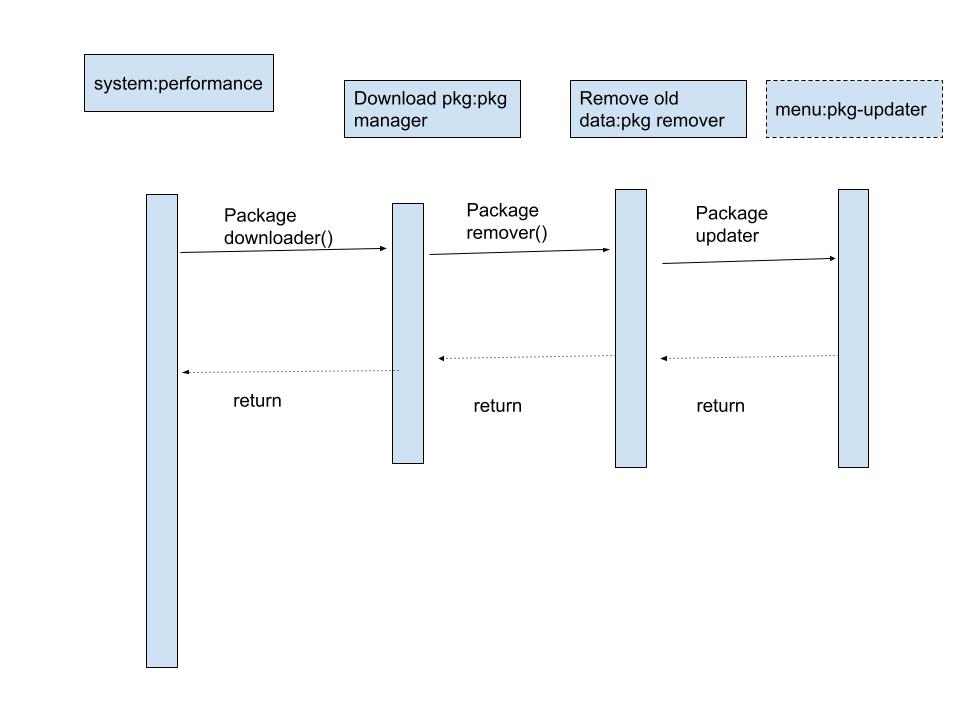 system:performance
Download pkg:pkg
manager
Remove old
data:pkg remover
menu:pkg-updater
Package
downloader()
Package
remover()
Package
updater
return
return
return